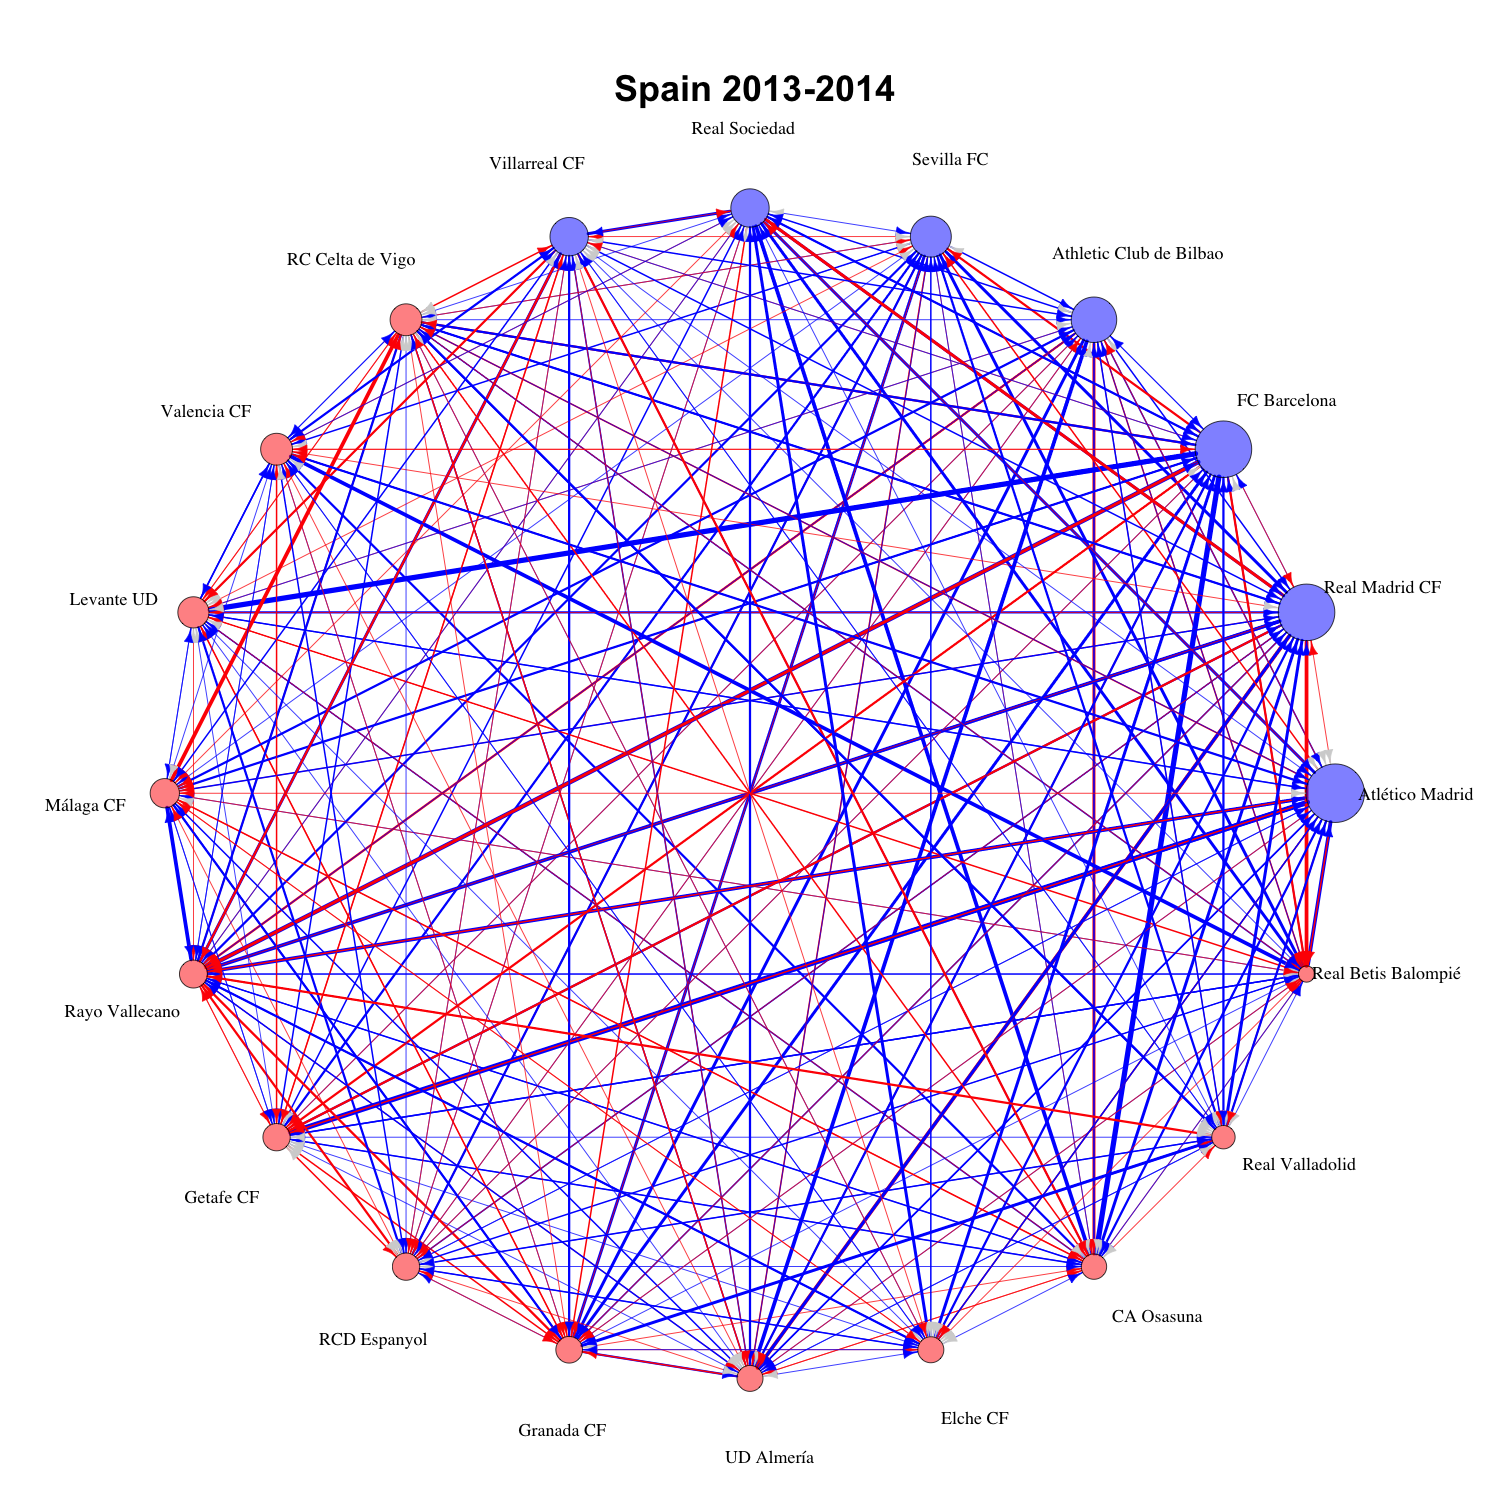 Spain 2013-2014
Real Sociedad
Sevilla FC
Villarreal CF
Athletic Club de Bilbao
RC Celta de Vigo
FC Barcelona
Valencia CF
Real Madrid CF
Levante UD
Atlético Madrid
Málaga CF
Real Betis Balompié
Rayo Vallecano
Real Valladolid
Getafe CF
CA Osasuna
RCD Espanyol
Elche CF
Granada CF
UD Almería